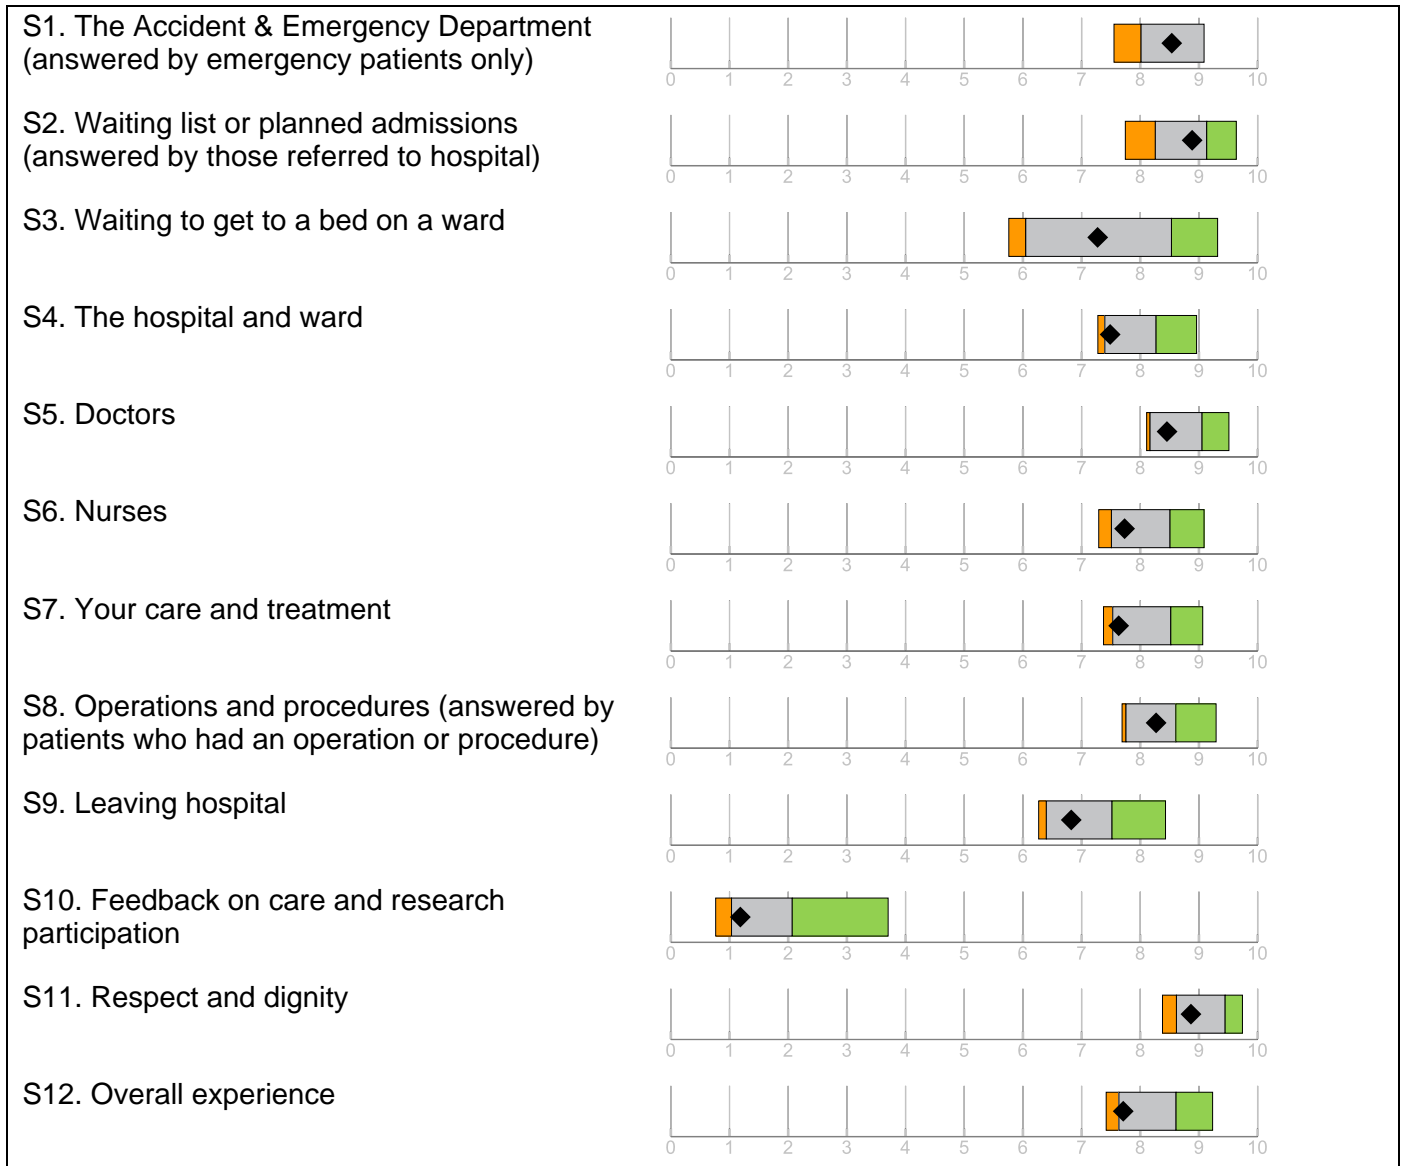 S1. The Accident & Emergency Department
(answered by emergency patients only)
0 1 2 3 4 5 6 7 8 9 10
S2. Waiting list or planned admissions
(answered by those referred to hospital)
0 1 2 3 4 5 6 7 8 9 10
S3. Waiting to get to a bed on a ward
0 1 2 3 4 5 6 7 8 9 10
S4. The hospital and ward
0 1 2 3 4 5 6 7 8 9 10
S5. Doctors
0 1 2 3 4 5 6 7 8 9 10
S6. Nurses
0 1 2 3 4 5 6 7 8 9 10
S7. Your care and treatment
0 1 2 3 4 5 6 7 8 9 10
S8. Operations and procedures (answered by
patients who had an operation or procedure)
0 1 2 3 4 5 6 7 8 9 10
S9. Leaving hospital
0 1 2 3 4 5 6 7 8 9 10
S10. Feedback on care and research
participation
0 1 2 3 4 5 6 7 8 9 10
S11. Respect and dignity
0 1 2 3 4 5 6 7 8 9 10
S12. Overall experience
0 1 2 3 4 5 6 7 8 9 10